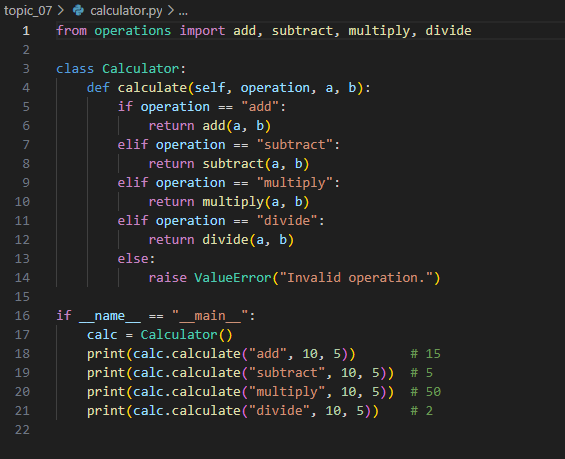 topic_07 > calculator.py > ...
1 from operations import add, subtract, multiply, divide
2
3 class Calculator:
4     def calculate(self, operation, a, b):
5         if operation == "add":
6             return add(a, b)
7         elif operation == "subtract":
8             return subtract(a, b)
9         elif operation == "multiply":
10             return multiply(a, b)
11         elif operation == "divide":
12             return divide(a, b)
13         else:
14             raise ValueError("Invalid operation.")
15
16 if __name__ == "__main__":
17     calc = Calculator()
18     print(calc.calculate("add", 10, 5))       # 15
19     print(calc.calculate("subtract", 10, 5))  # 5
20     print(calc.calculate("multiply", 10, 5))  # 50
21     print(calc.calculate("divide", 10, 5))    # 2
22